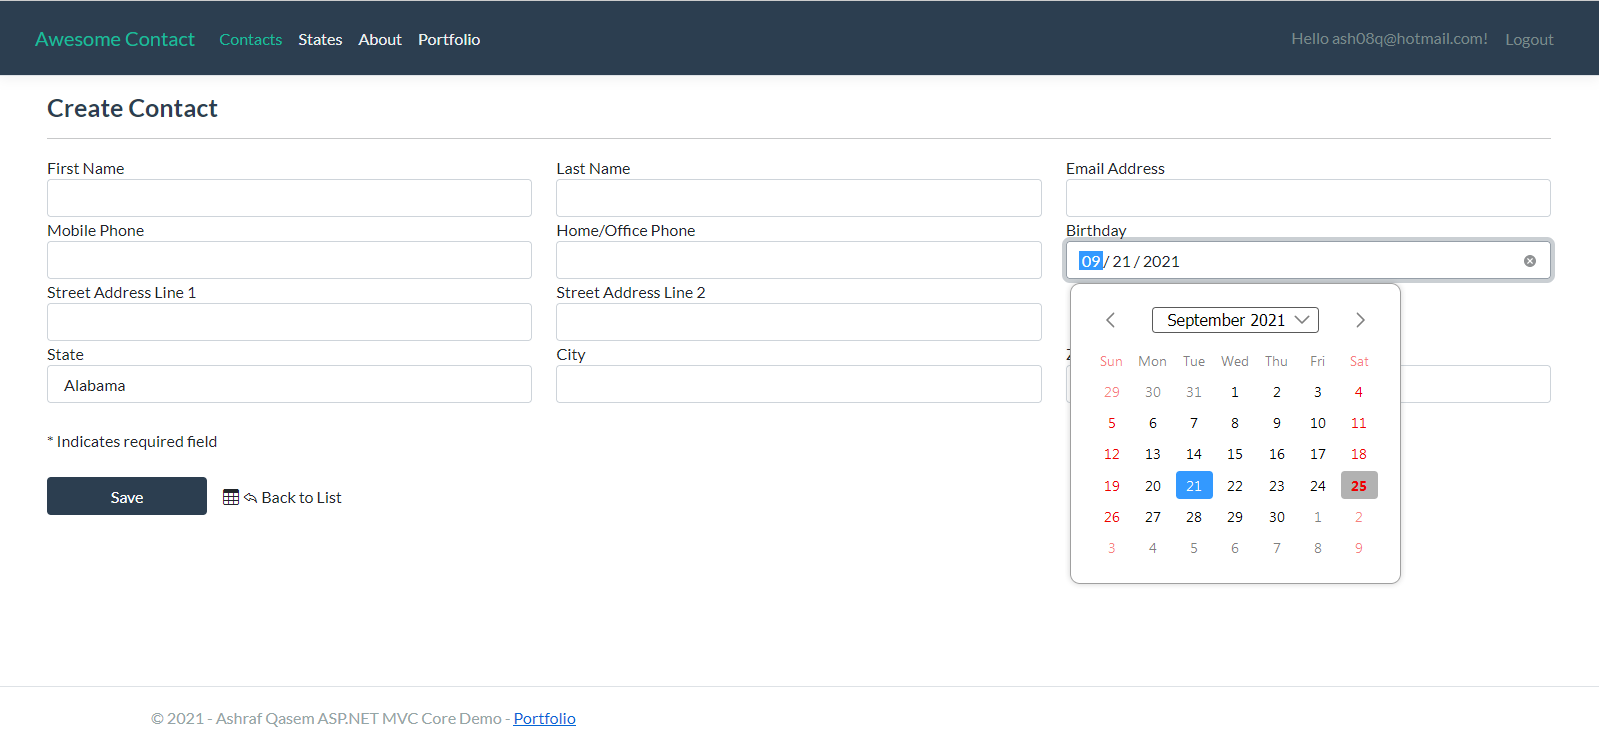 Awesome Contact Contacts States About Portfolio Hello ash08q@hotmail.com! Logout
Create Contact
First Name Last Name Email Address
Mobile Phone Home/Office Phone Birthday
09/ 21 / 2021
Street Address Line 1 Street Address Line 2
September 2021
State City
Sun Mon Tue Wed Thu Fri Sat
Alabama
29 30 31 1 2 3 4
5 6 7 8 9 10 11
* Indicates required field
12 13 14 15 16 17 18
19 20 21 22 23 24 25
Save Back to List
26 27 28 29 30 1 2
3 4 5 6 7 8 9
© 2021 - Ashraf Qasem ASP.NET MVC Core Demo - Portfolio